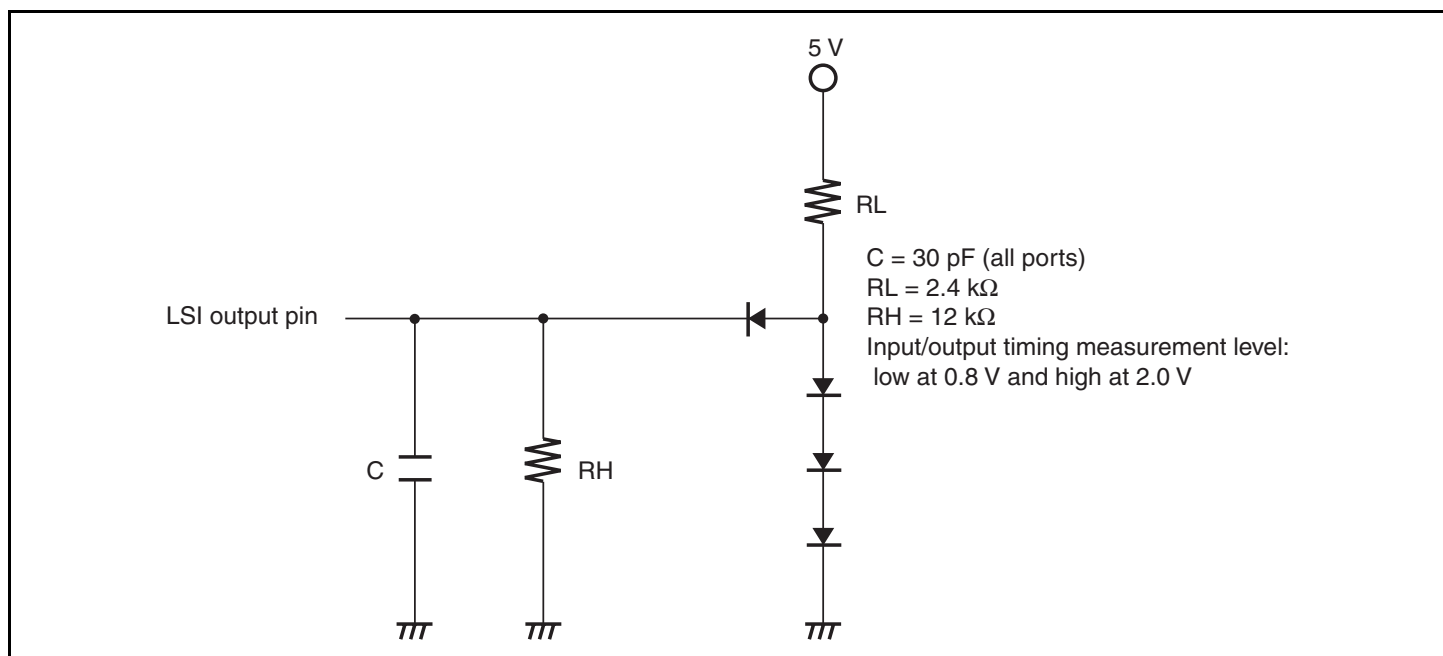 5 V
RL
C = 30 pF (all ports)
RL = 2.4 kΩ
RH = 12 kΩ
Input/output timing measurement level:
low at 0.8 V and high at 2.0 V
LSI output pin
C
RH